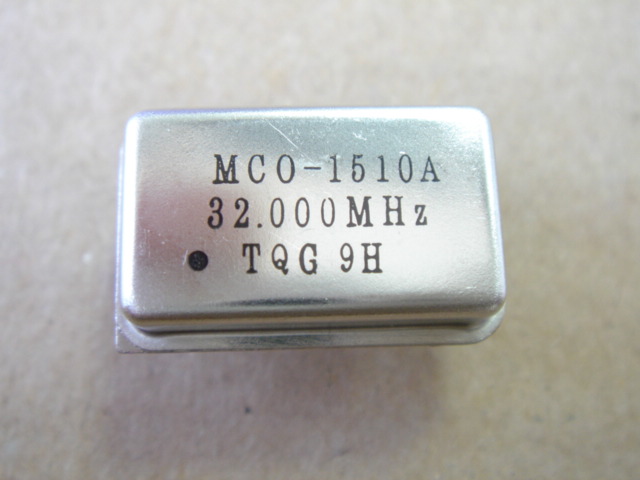 MCO-1510A
32.000MHz
TQG 9H